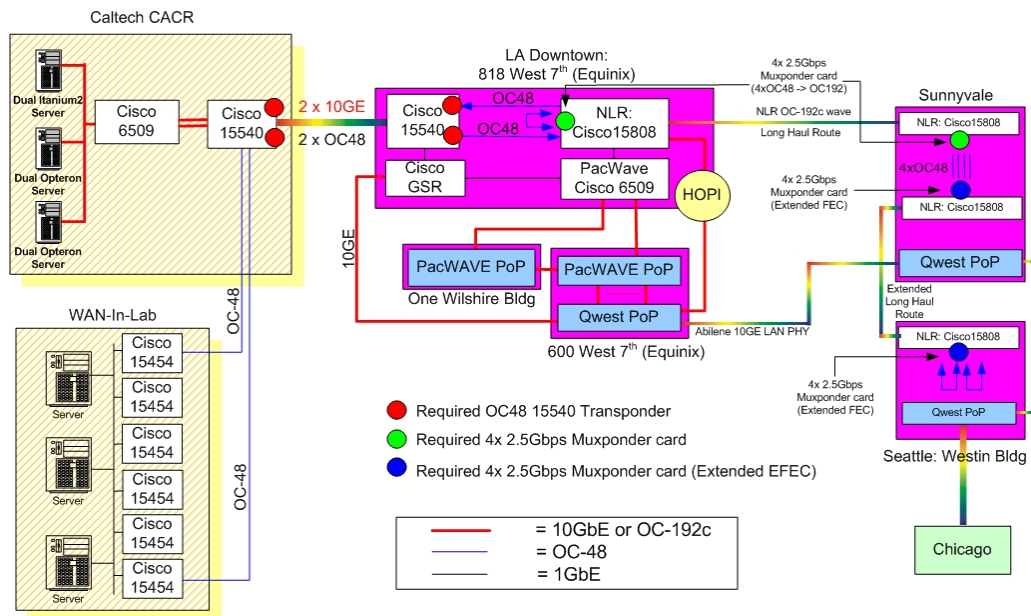 Caltech CACR
Dual Itanium2
Server
Dual Opteron
Server
Dual Opteron
Server
Cisco
6509
Cisco
15540
2 x 10GE
2 x OC48
LA Downtown:
818 West 7th (Equinix)
Cisco
15540
OC48
OC48
NLR:
Cisco15808
Cisco
GSR
PacWave
Cisco 6509
HOPI
10GE
PacWAVE PoP
One Wilshire Bldg
PacWAVE PoP
Qwest PoP
600 West 7th (Equinix)
4x 2.5Gbps
Muxponder card
(4xOC48 -> OC192)
NLR OC-192c wave
Long Haul Route
Sunnyvale
NLR: Cisco15808
4xOC48
4x 2.5Gbps
Muxponder card
(Extended FEC)
NLR: Cisco15808
Qwest PoP
Abilene 10GE LAN PHY
Extended
Long Haul
Route
NLR: Cisco15808
4x 2.5Gbps
Muxponder card
(Extended FEC)
Qwest PoP
Seattle: Westin Bldg
Chicago
OC-48
OC-48
WAN-In-Lab
Server
Server
Server
Cisco
15454
Cisco
15454
Cisco
15454
Cisco
15454
Cisco
15454
Cisco
15454
Required OC48 15540 Transponder
Required 4x 2.5Gbps Muxponder card
Required 4x 2.5Gbps Muxponder card (Extended EFEC)
= 10GbE or OC-192c
= OC-48
= 1GbE